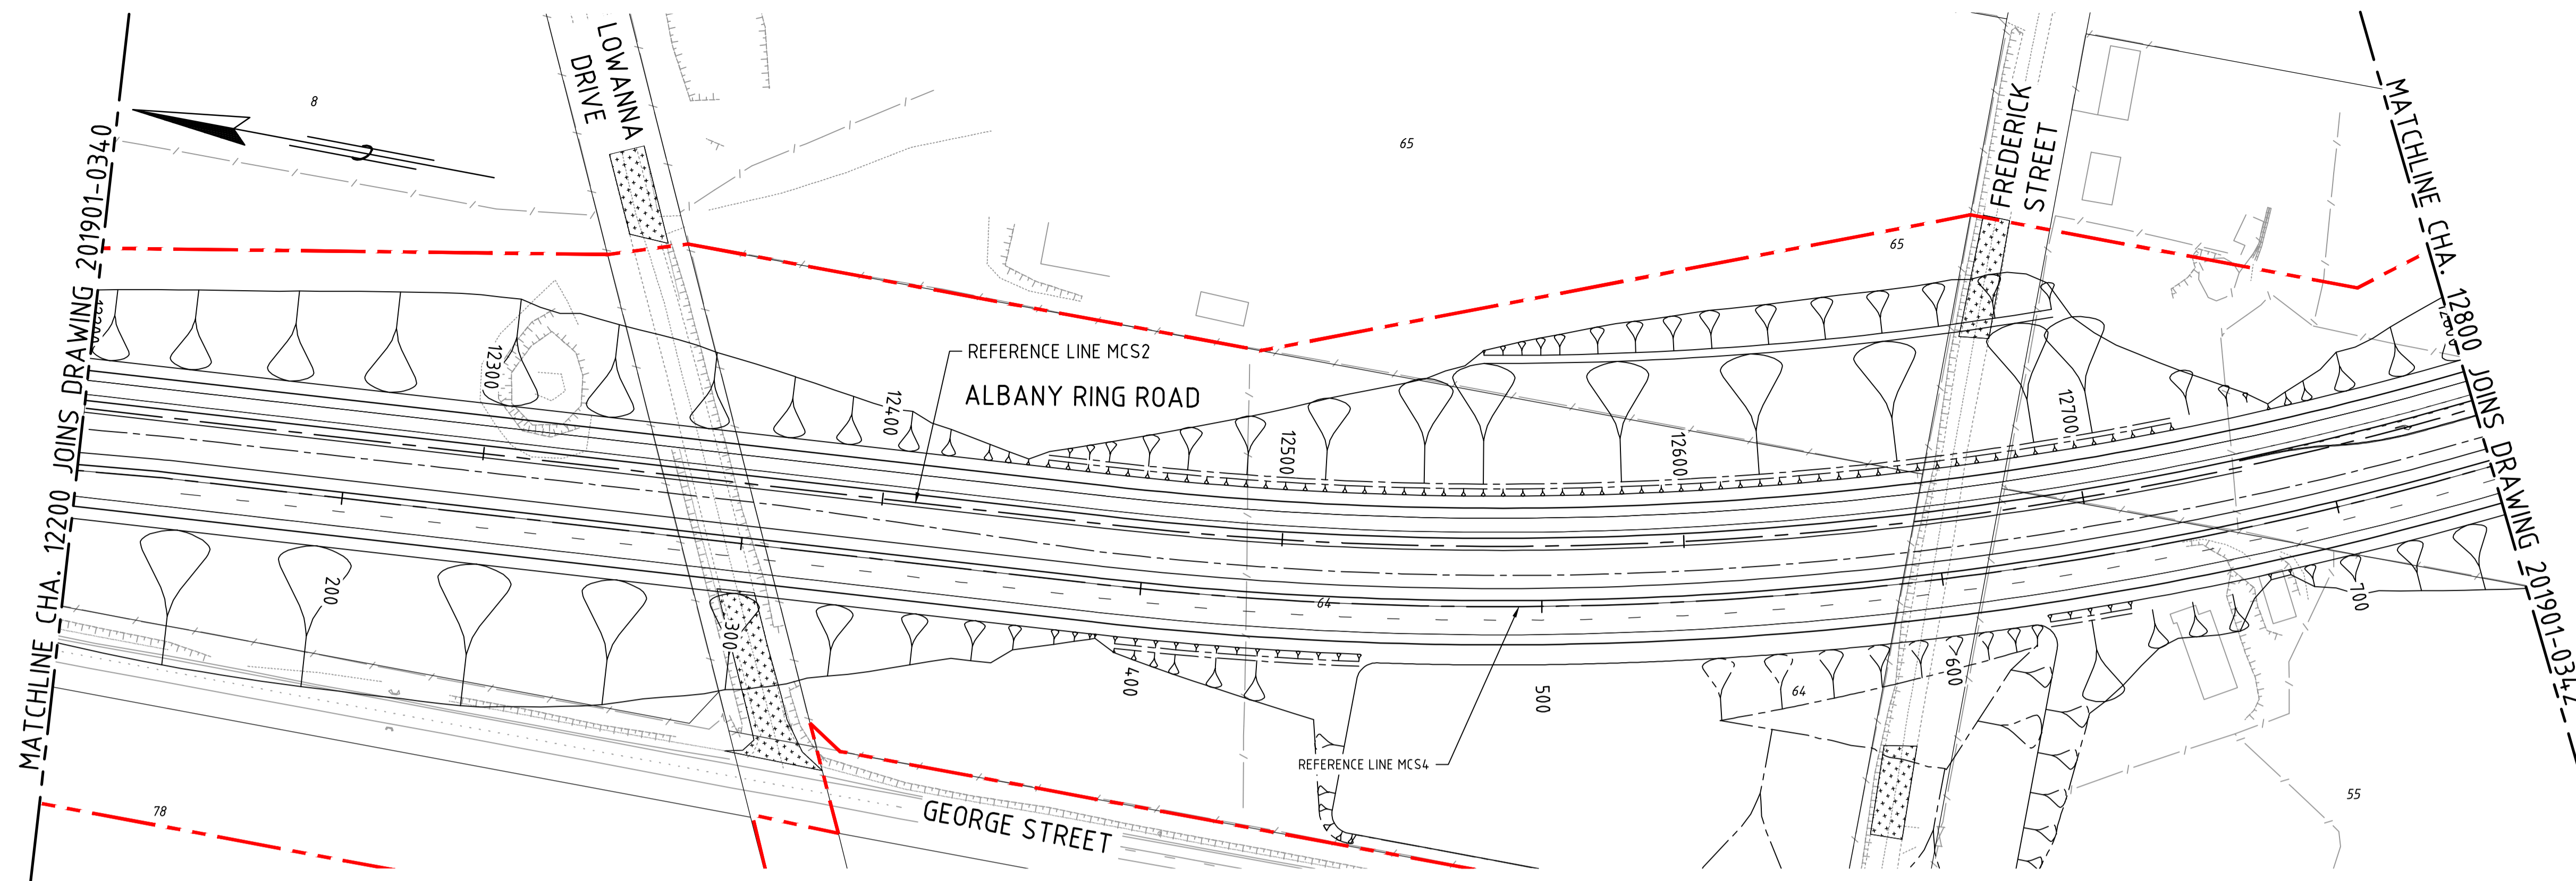 MATCHLINE CHA. 12200 JOINS DRAWING 201901-0340
8
LOWANNA
DRIVE
65
FREDERICK
STREET
65
MATCHLINE CHA. 12800 JOINS DRAWING 201901-0342
12300
12400
REFERENCE LINE MCS2
ALBANY RING ROAD
12500
12600
12700
200
300
64
400
500
64
600
700
REFERENCE LINE MCS4
GEORGE STREET
78
55